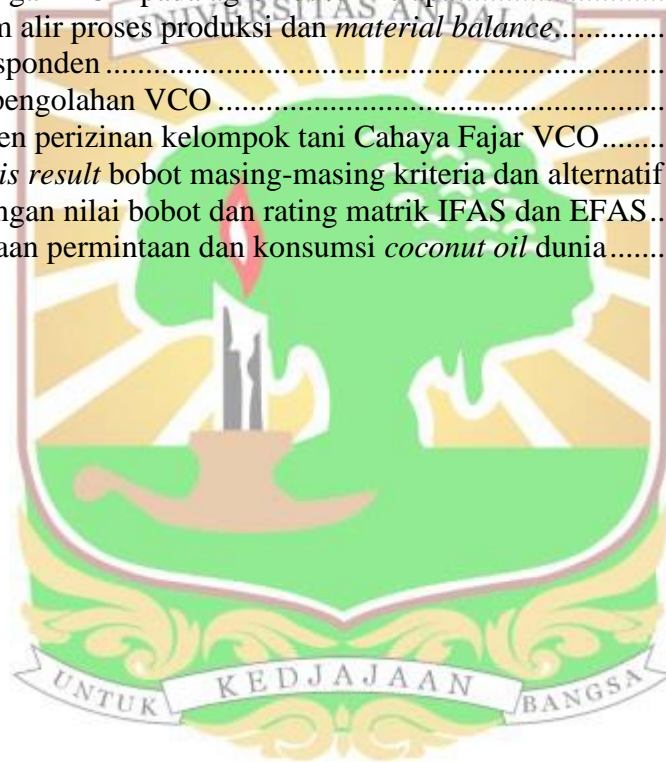 UNIVERSITAS ANDALAS
m alir proses produksi dan material balance..............
sponden........................................................................
pengolahan VCO.........................................................
en perizinan kelompok tani Cahaya Fajar VCO.......
is result bobot masing-masing kriteria dan alternatif
ngan nilai bobot dan rating matrik IFAS dan EFAS..
aan permintaan dan konsumsi coconut oil dunia.......
UNTUK KEDJAJAAN BANGSA